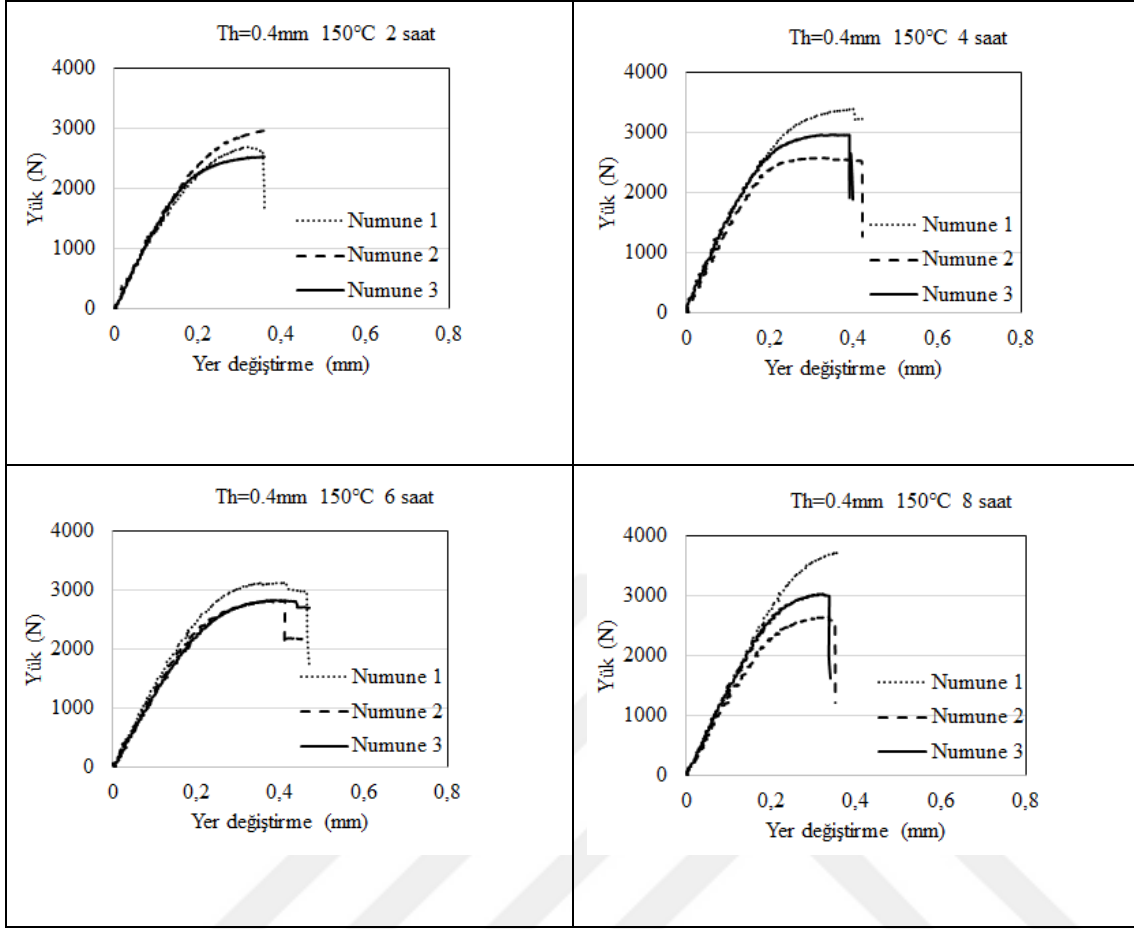 Th=0.4mm 150°C 2 saat
4000
3000
2000
1000
0
Yük (N)
Numune 1
Numune 2
Numune 3
0 0,2 0,4 0,6 0,8
Yer değiştirme (mm)
Th=0.4mm 150°C 4 saat
4000
3000
2000
1000
0
Yük (N)
Numune 1
Numune 2
Numune 3
0 0,2 0,4 0,6 0,8
Yer değiştirme (mm)
Th=0.4mm 150°C 6 saat
4000
3000
2000
1000
0
Yük (N)
Numune 1
Numune 2
Numune 3
0 0,2 0,4 0,6 0,8
Yer değiştirme (mm)
Th=0.4mm 150°C 8 saat
4000
3000
2000
1000
0
Yük (N)
Numune 1
Numune 2
Numune 3
0 0,2 0,4 0,6 0,8
Yer değiştirme (mm)